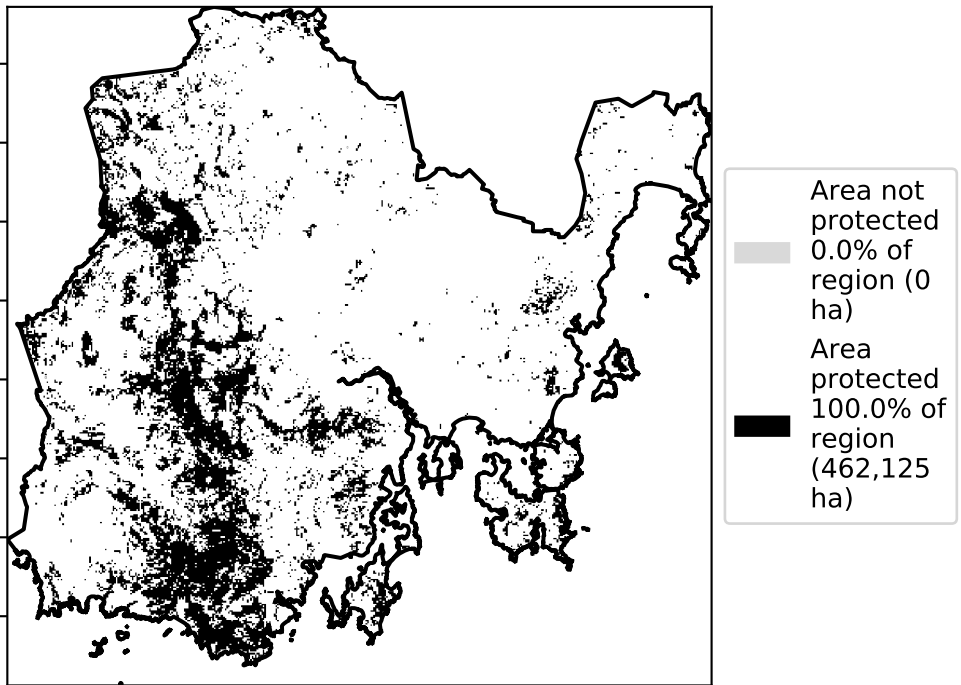 Area not
protected
0.0% of
region (0
ha)
Area
protected
100.0% of
region
(462,125
ha)